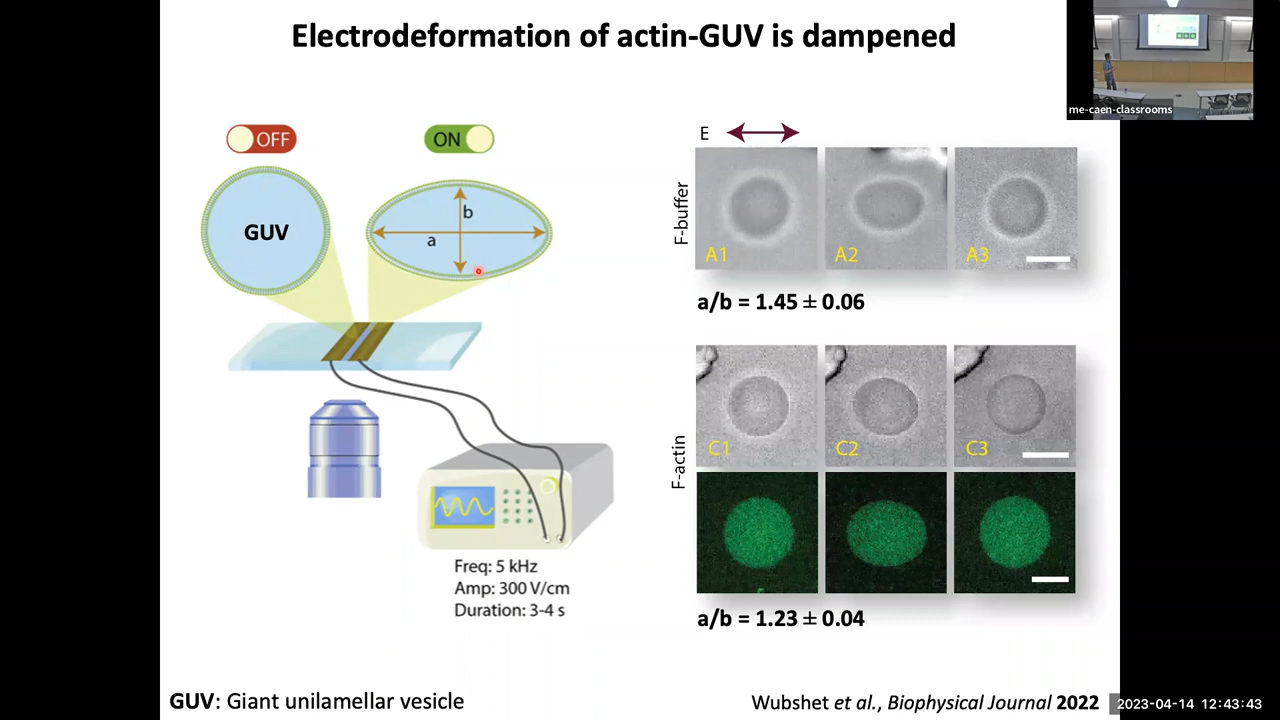 Electrodeformation of actin-GUV is dampened
me-caen-classrooms
OFF
ON
GUV
b
a
Freq: 5 kHz
Amp: 300 V/cm
Duration: 3-4 s
E
F-buffer
A1
A2
A3
a/b = 1.45 ± 0.06
F-actin
C1
C2
C3
a/b = 1.23 ± 0.04
GUV: Giant unilamellar vesicle
Wubshet et al., Biophysical Journal 2022
2023-04-14 12:43:43